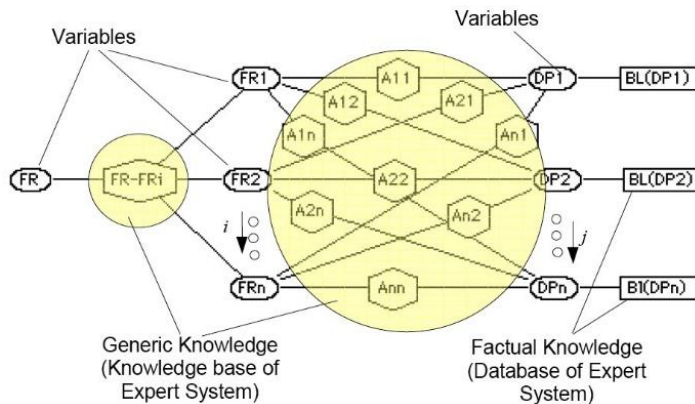 Variables
Variables
FR1
A11
DP1
BL(DP1)
A12
A21
A1n
An1
FR
FR-FRi
FR2
A22
DP2
BL(DP2)
A2n
An2
i
j
FRn
Ann
DPn
Bl(DPn)
Generic Knowledge
(Knowledge base of
Expert System)
Factual Knowledge
(Database of Expert
System)